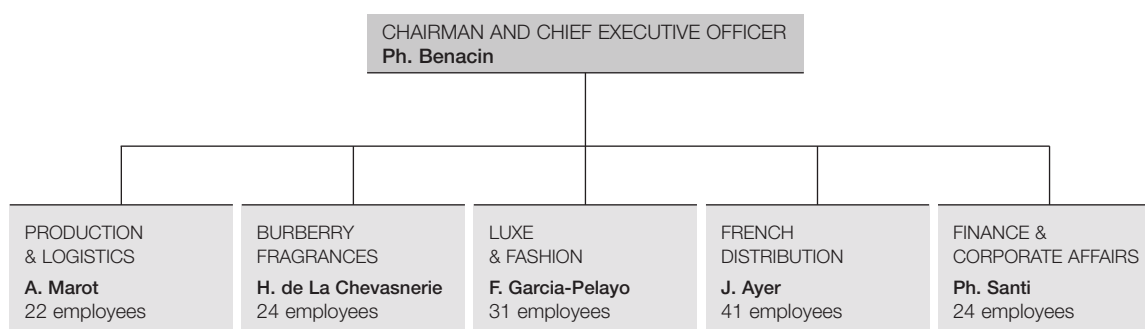 CHAIRMAN AND CHIEF EXECUTIVE OFFICER
Ph. Benacin
PRODUCTION
& LOGISTICS
A. Marot
22 employees
BURBERRY
FRAGRANCES
H. de La Chevasnerie
24 employees
LUXE
& FASHION
F. Garcia-Pelayo
31 employees
FRENCH
DISTRIBUTION
J. Ayer
41 employees
FINANCE &
CORPORATE AFFAIRS
Ph. Santi
24 employees